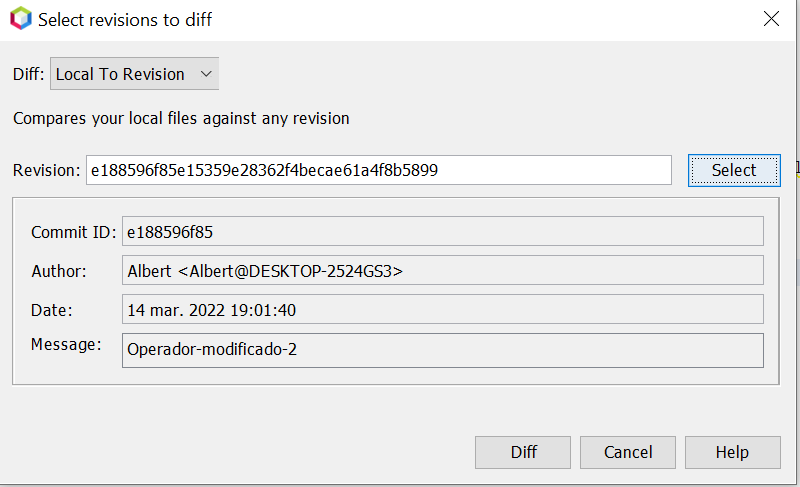 Select revisions to diff
Diff: Local To Revision
Compares your local files against any revision
Revision: e188596f85e15359e28362f4becae61a4f8b5899 Select
Commit ID: e188596f85
Author: Albert <Albert@DESKTOP-2524GS3>
Date: 14 mar. 2022 19:01:40
Message: Operador-modificado-2
Diff Cancel Help